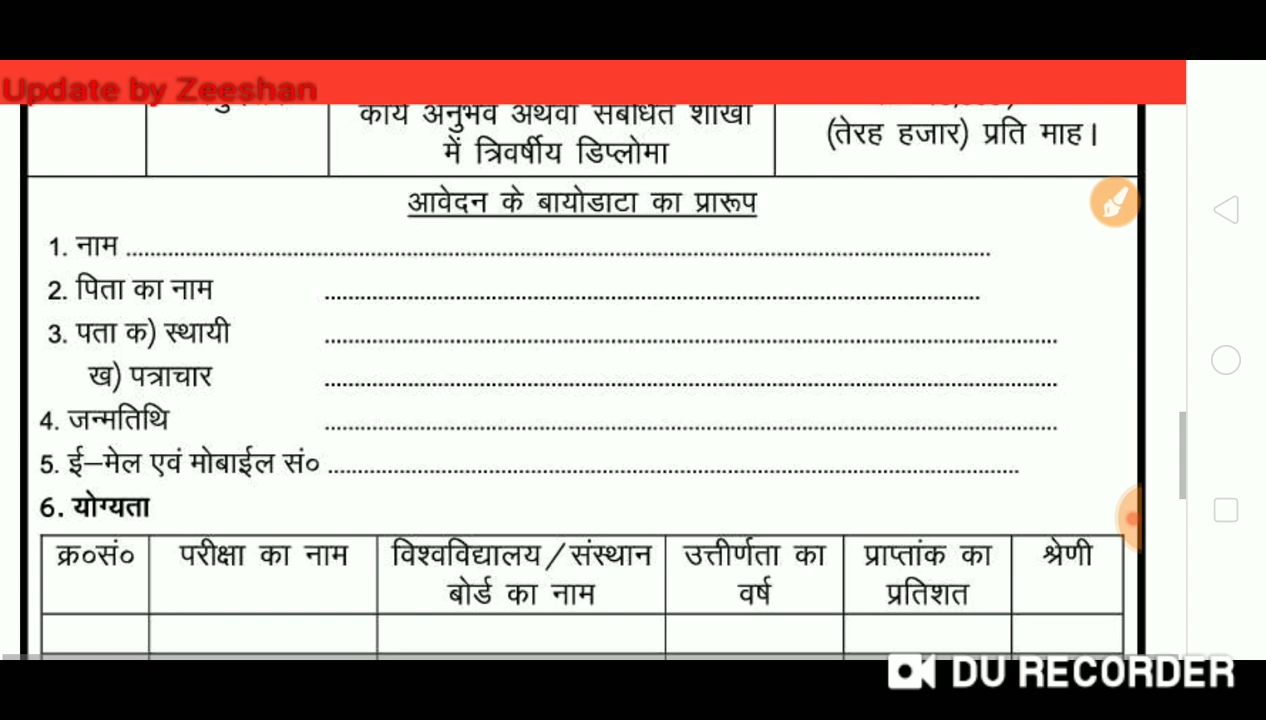 Update by Zeeshan
कार्य अनुभव अथवा संबंधित शाखा
में त्रिवर्षीय डिप्लोमा
(तेरह हजार) प्रति माह।
आवेदन के बायोडाटा का प्रारूप
1. नाम ................................................................
2. पिता का नाम ................................................................
3. पता क) स्थायी ................................................................
ख) पत्राचार ................................................................
4. जन्मतिथि ................................................................
5. ई–मेल एवं मोबाईल सं० ................................................................
6. योग्यता
क्र०सं० परीक्षा का नाम विश्वविद्यालय/संस्थान उत्तीर्णता का प्राप्तांक का श्रेणी
बोर्ड का नाम वर्ष प्रतिशत
DU RECORDER